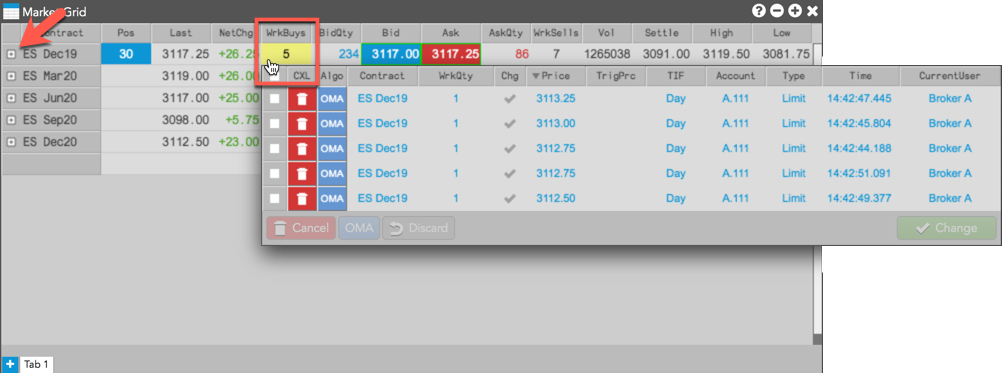 Market Grid
Contract Pos Last NetChg WrkBuys BidQty Bid Ask AskQty WrkSells Vol Settle High Low
ES Dec19 30 3117.25 +26.25 5 234 3117.00 3117.25 86 7 1265038 3091.00 3119.50 3081.75
ES Mar20 3119.00 +26.00
CXL Algo Contract WrkQty Chg Price TrigPrc TIF Account Type Time CurrentUser
ES Jun20 3117.00 +25.00
OMA ES Dec19 1 3113.25 Day A.111 Limit 14:42:47.445 Broker A
ES Sep20 3098.00 +5.75
OMA ES Dec19 1 3113.00 Day A.111 Limit 14:42:45.804 Broker A
ES Dec20 3112.50 +23.00
OMA ES Dec19 1 3112.75 Day A.111 Limit 14:42:44.188 Broker A
OMA ES Dec19 1 3112.75 Day A.111 Limit 14:42:51.091 Broker A
OMA ES Dec19 1 3112.50 Day A.111 Limit 14:42:49.377 Broker A
Cancel OMA Discard Change
Tab 1